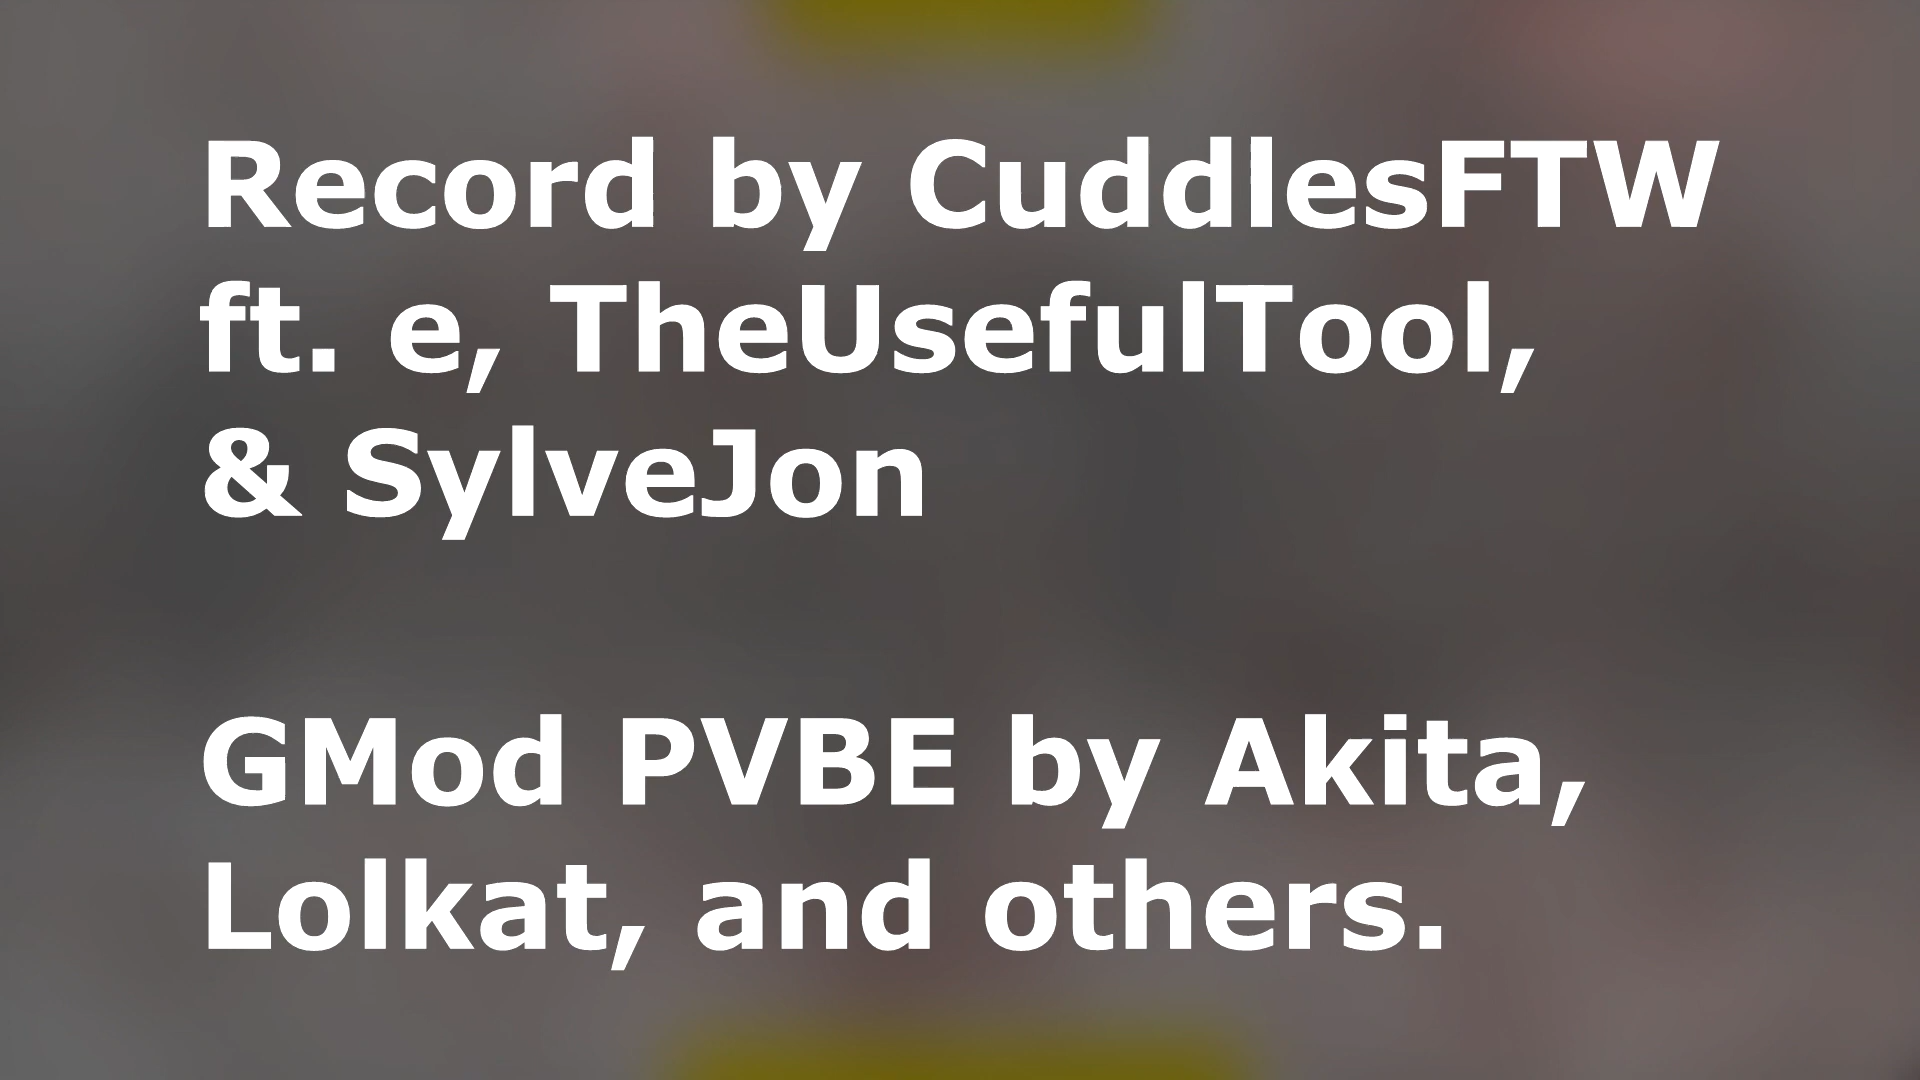 Record by CuddlesFTW
ft. e, TheUsefulTool,
& SylveJon
GMod PVBE by Akita,
Lolkat, and others.